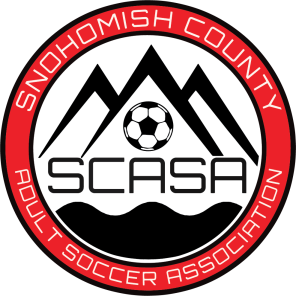 SNOHOMISH COUNTY
SCASA
ADULT SOCCER ASSOCIATION